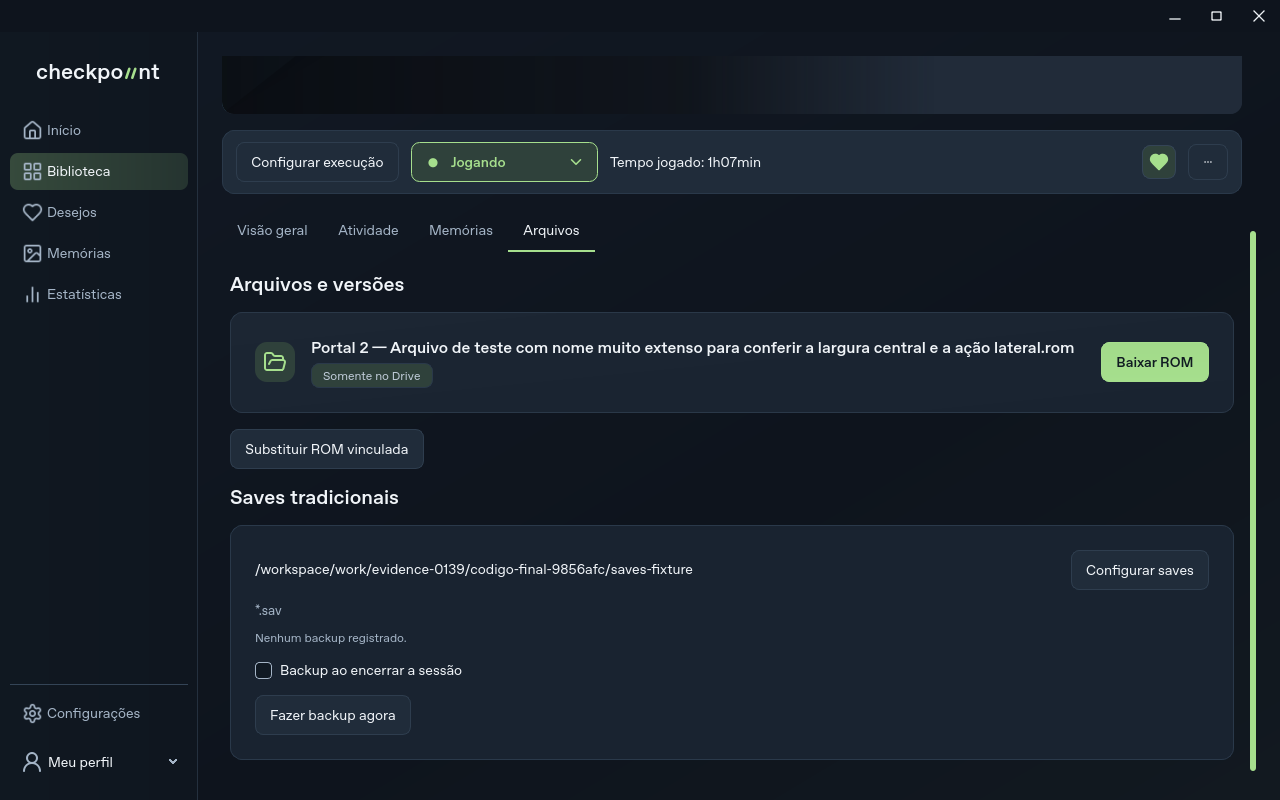 checkpo//nt
Início
Biblioteca
Desejos
Memórias
Estatísticas
Configurações
Meu perfil
Configurar execução
Jogando
Tempo jogado: 1h07min
...
Visão geral
Atividade
Memórias
Arquivos
Arquivos e versões
Portal 2 — Arquivo de teste com nome muito extenso para conferir a largura central e a ação lateral.rom
Somente no Drive
Baixar ROM
Substituir ROM vinculada
Saves tradicionais
/workspace/work/evidence-0139/codigo-final-9856afc/saves-fixture
Configurar saves
*.sav
Nenhum backup registrado.
Backup ao encerrar a sessão
Fazer backup agora